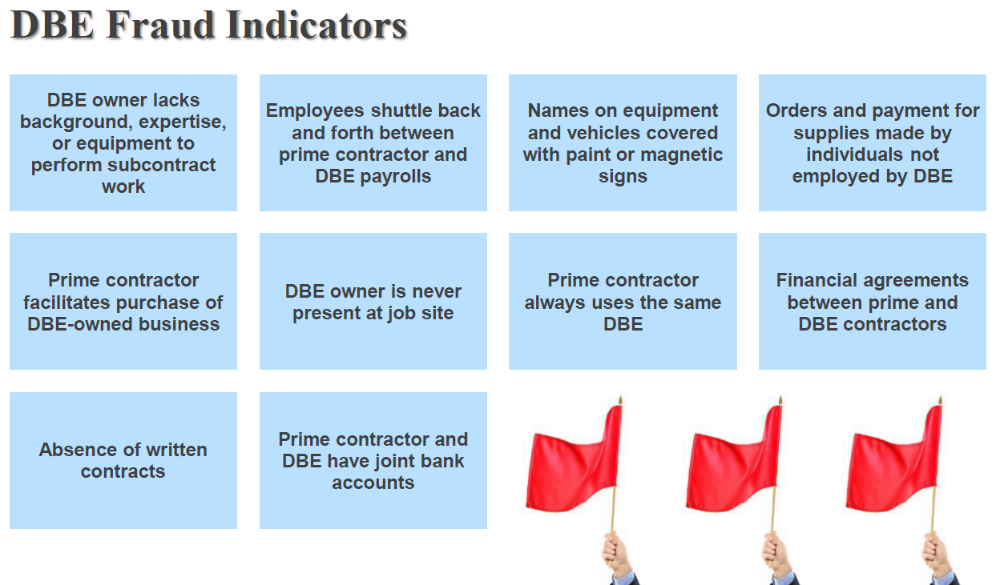 DBE Fraud Indicators
DBE owner lacks
background, expertise,
or equipment to
perform subcontract
work
Employees shuttle back
and forth between
prime contractor and
DBE payrolls
Names on equipment
and vehicles covered
with paint or magnetic
signs
Orders and payment for
supplies made by
individuals not
employed by DBE
Prime contractor
facilitates purchase of
DBE-owned business
DBE owner is never
present at job site
Prime contractor
always uses the same
DBE
Financial agreements
between prime and
DBE contractors
Absence of written
contracts
Prime contractor and
DBE have joint bank
accounts